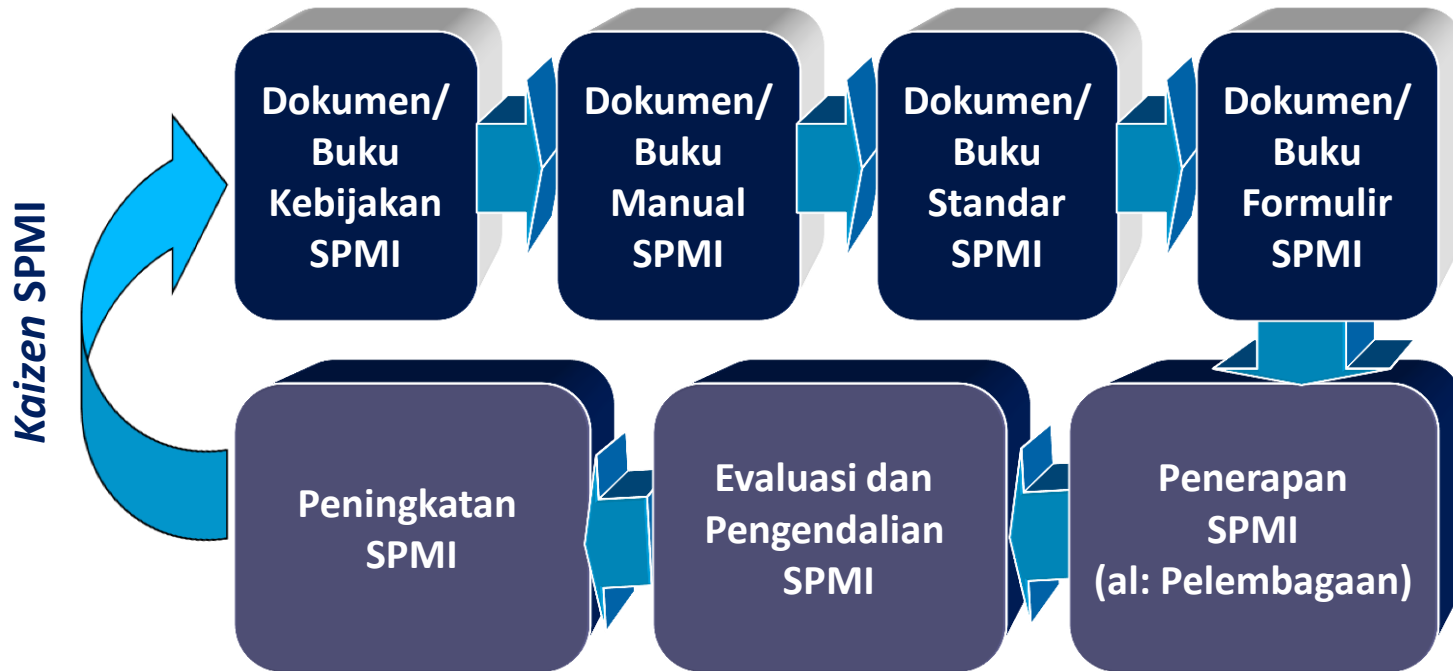 Kaizen SPMI
Dokumen/
Buku
Kebijakan
SPMI
Dokumen/
Buku
Manual
SPMI
Dokumen/
Buku
Standar
SPMI
Dokumen/
Buku
Formulir
SPMI
Penerapan
SPMI
(al: Pelembagaan)
Evaluasi dan
Pengendalian
SPMI
Peningkatan
SPMI